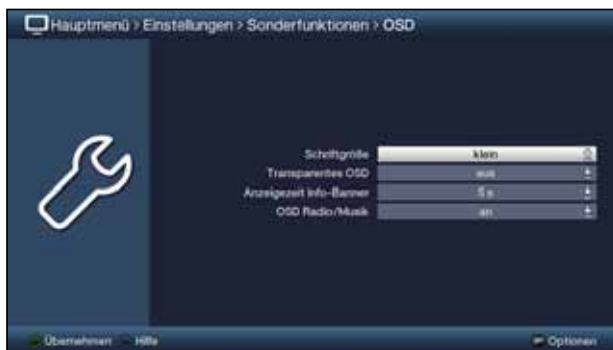 Hauptmenü > Einstellungen > Sonderfunktionen > OSD
Schriftgröße klein
Transparentes OSD aus
Anzeigezeit Info-Banner 5 s
OSD Radio/Musik an
Übernehmen Hilfe Optionen